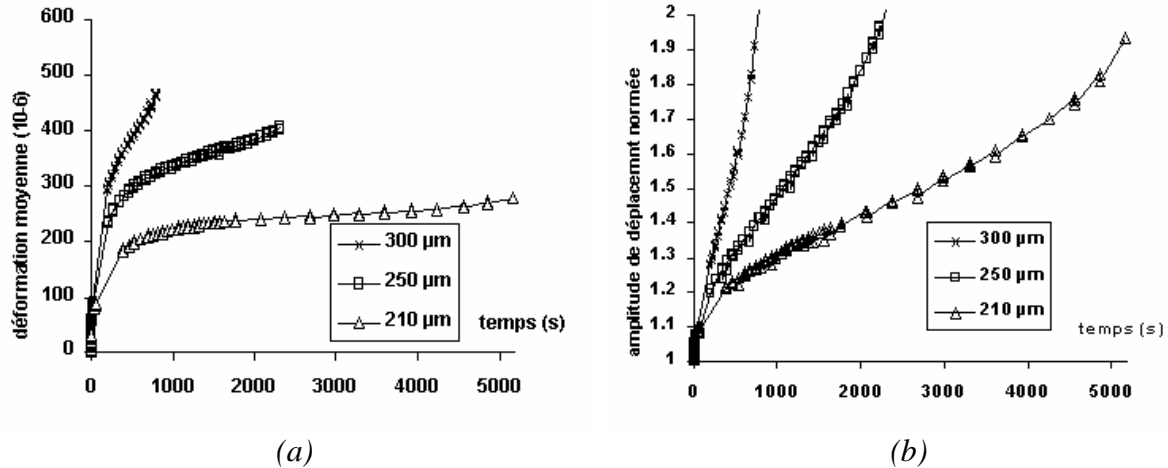 déformation moyenne (10-6)
600
500
400
300
200
100
0
0 1000 2000 3000 4000 5000
300 µm
250 µm
210 µm
temps (s)
(a)
amplitude de déplacemnt normée
2
1.9
1.8
1.7
1.6
1.5
1.4
1.3
1.2
1.1
1
0 1000 2000 3000 4000 5000
300 µm
250 µm
210 µm
temps (s)
(b)